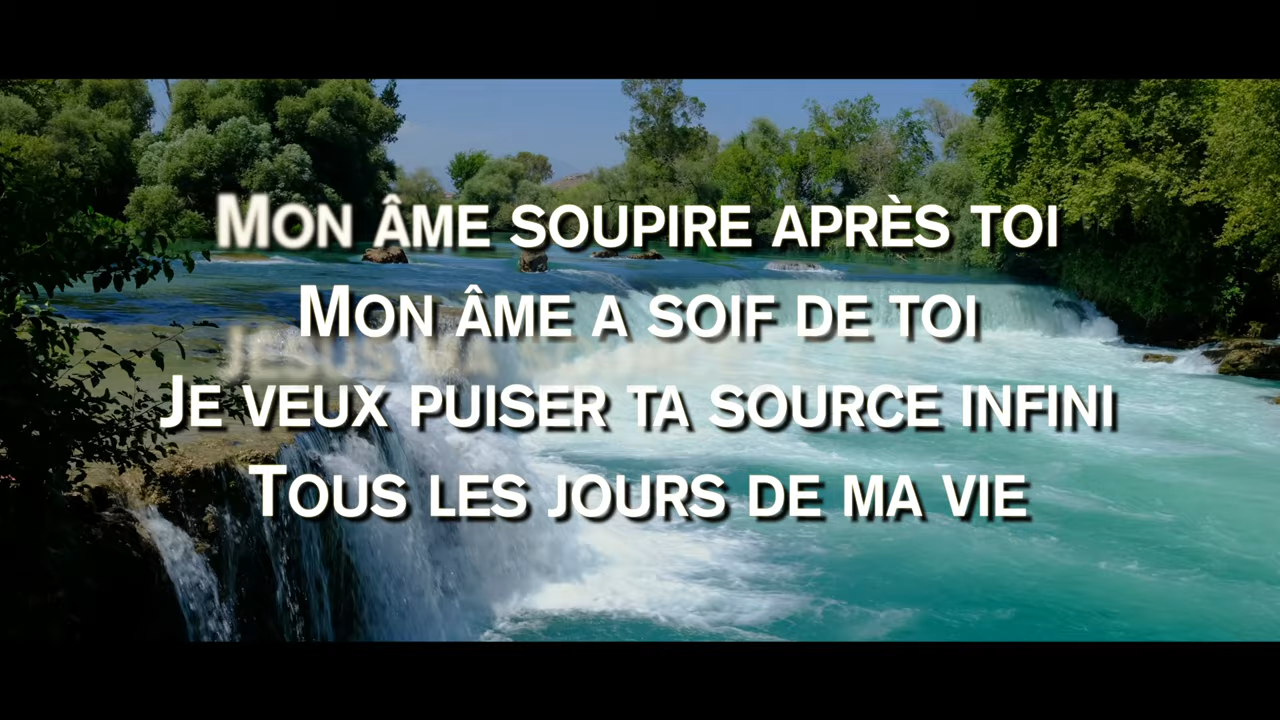 Mon âme soupire après toi
Mon âme a soif de toi
Je veux puiser ta source infini
Tous les jours de ma vie
JÉSUS